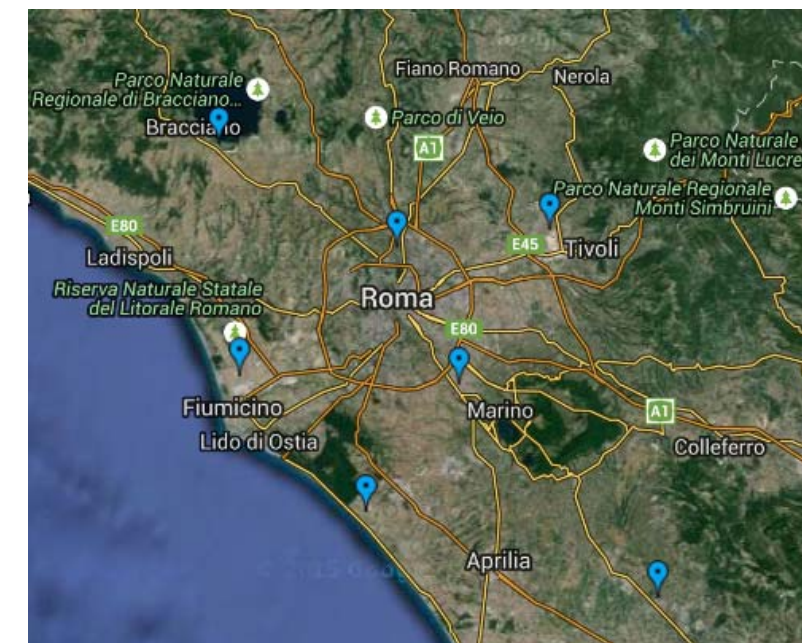 Fiano Romano
Nerola
Parco Naturale
Regionale di Bracciano...
Bracciano
Parco di Veio
A1
Parco Naturale
dei Monti Lucre
Parco Naturale Regionale
Monti Simbruini
E80
E45
Tivoli
Ladispoli
Riserva Naturale Statale
del Litorale Romano
Roma
E80
Fiumicino
Marino
A1
Lido di Ostia
Colleferro
Aprilia